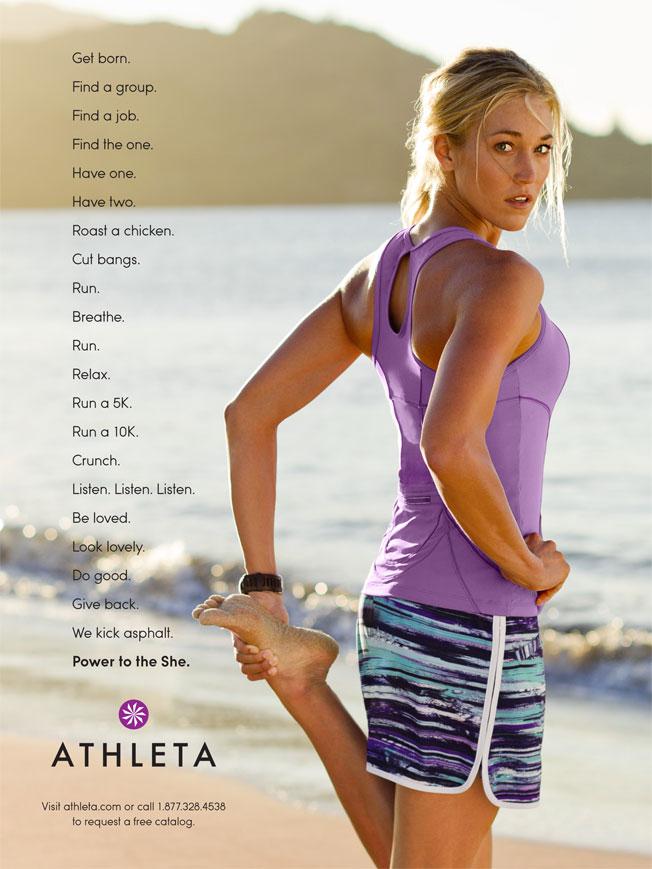 Get born.
Find a group.
Find a job.
Find the one.
Have one.
Have two.
Roast a chicken.
Cut bangs.
Run.
Breathe.
Run.
Relax.
Run a 5K.
Run a 10K.
Crunch.
Listen. Listen. Listen.
Be loved.
Look lovely.
Do good.
Give back.
We kick asphalt.
Power to the She.
ATHLETA
Visit athleta.com or call 1.877.328.4538
to request a free catalog.